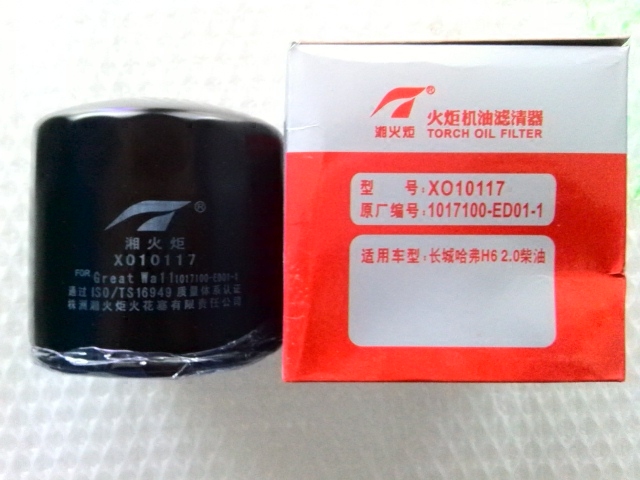 湘火炬
®
XO10117
FOR Great Wall 1017100-ED01-1
通过ISO/TS16949质量体系认证
株洲湘火炬火花塞有限责任公司
®
湘火炬
火炬机油滤清器
TORCH OIL FILTER
型 号:XO10117
原厂编号:1017100-ED01-1
适用车型:长城哈弗H6 2.0柴油